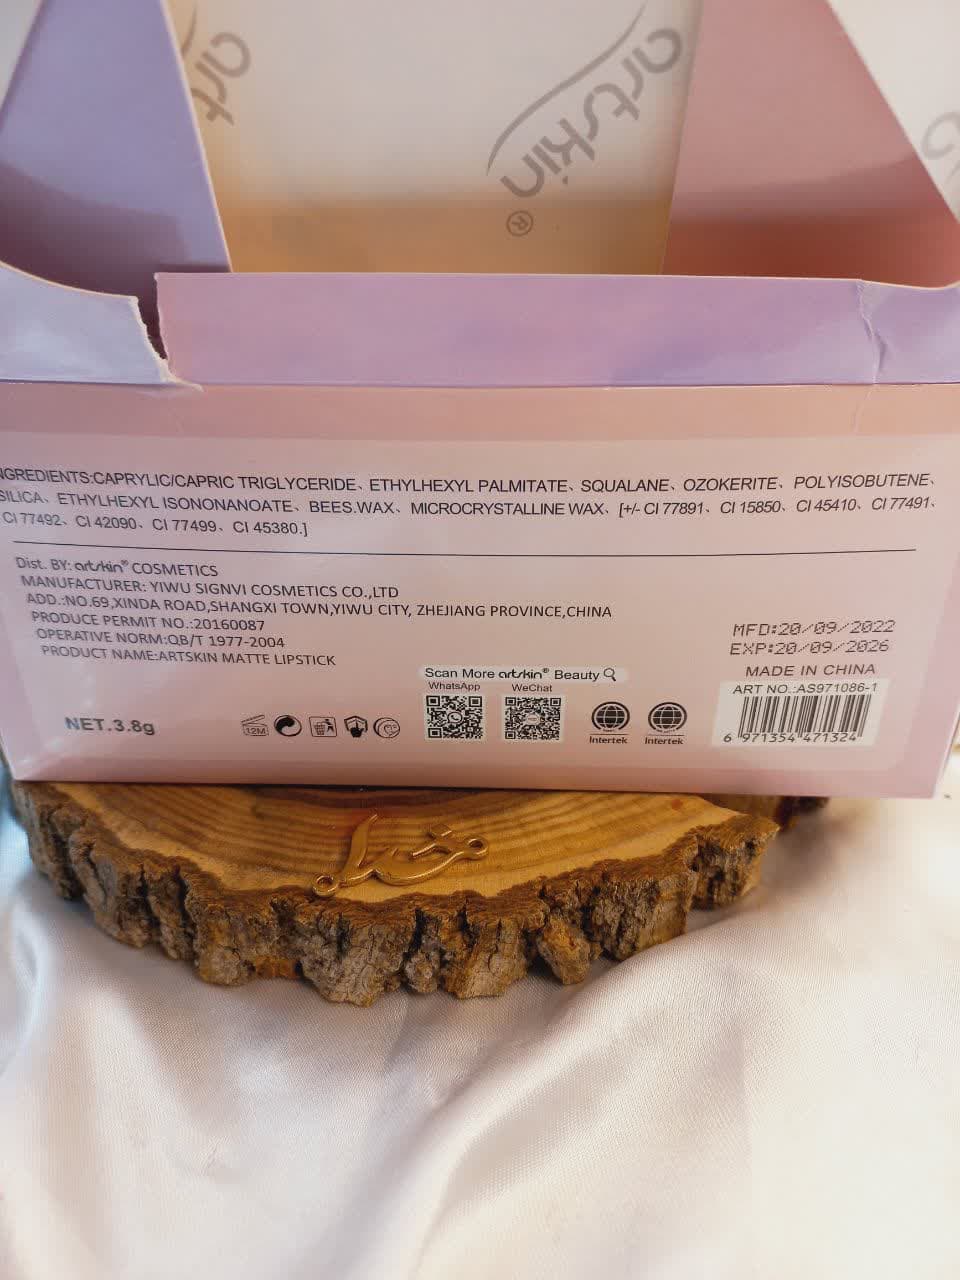 artskin
artskin®
NGREDIENTS:CAPRYLIC/CAPRIC TRIGLYCERIDE、ETHYLHEXYL PALMITATE、SQUALANE、OZOKERITE、POLYISOBUTENE、
SILICA、ETHYLHEXYL ISONONANOATE、BEES.WAX、MICROCRYSTALLINE WAX、[+/- CI 77891、CI 15850、CI 45410、CI 77491、
CI 77492、CI 42090、CI 77499、CI 45380.]
Dist. BY: artskin® COSMETICS
MANUFACTURER: YIWU SIGNVI COSMETICS CO.,LTD
ADD.:NO.69,XINDA ROAD,SHANGXI TOWN,YIWU CITY, ZHEJIANG PROVINCE,CHINA
PRODUCE PERMIT NO.:20160087
OPERATIVE NORM:QB/T 1977-2004
PRODUCT NAME:ARTSKIN MATTE LIPSTICK
MFD:20/09/2022
EXP:20/09/2026
MADE IN CHINA
Scan More artskin® Beauty
WhatsApp WeChat
ART NO.:AS971086-1
NET.3.8g
12M
Intertek Intertek
6 971354 471324